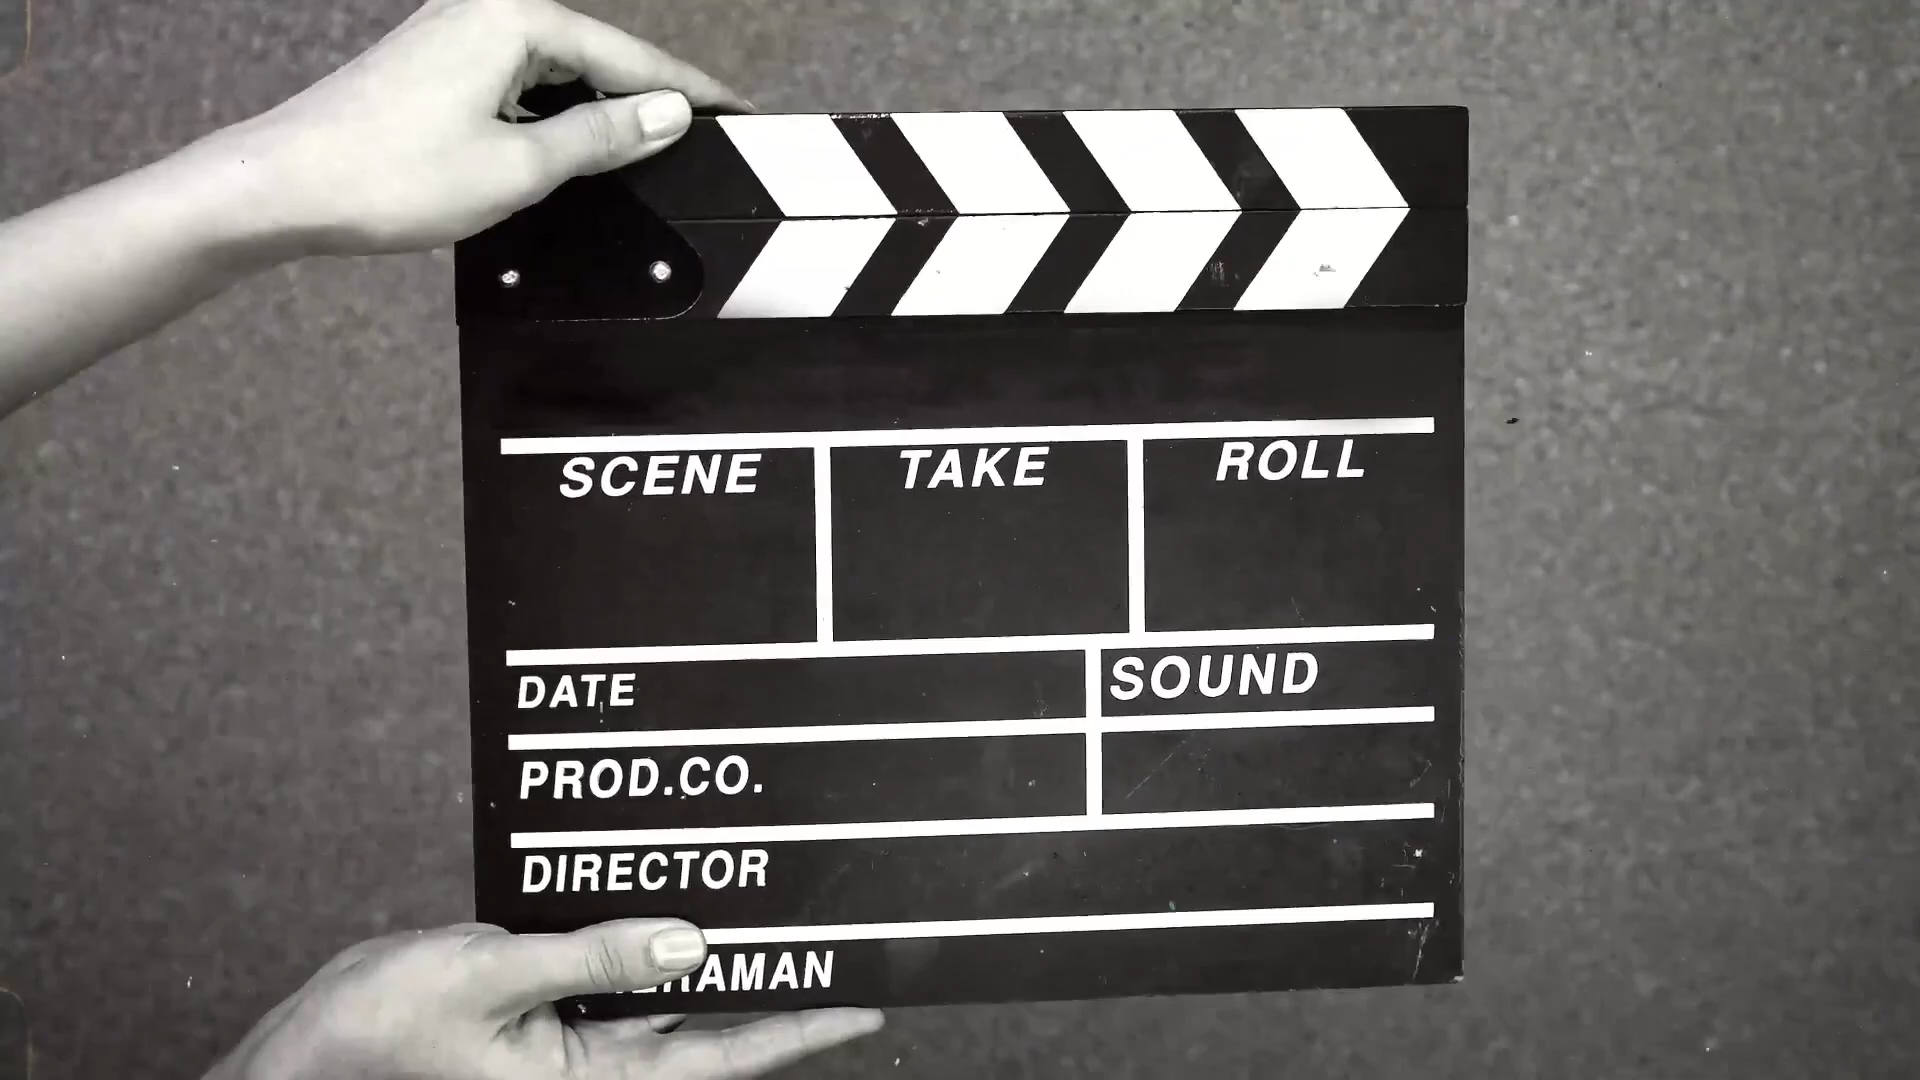 SCENE TAKE ROLL
DATE SOUND
PROD.CO.
DIRECTOR